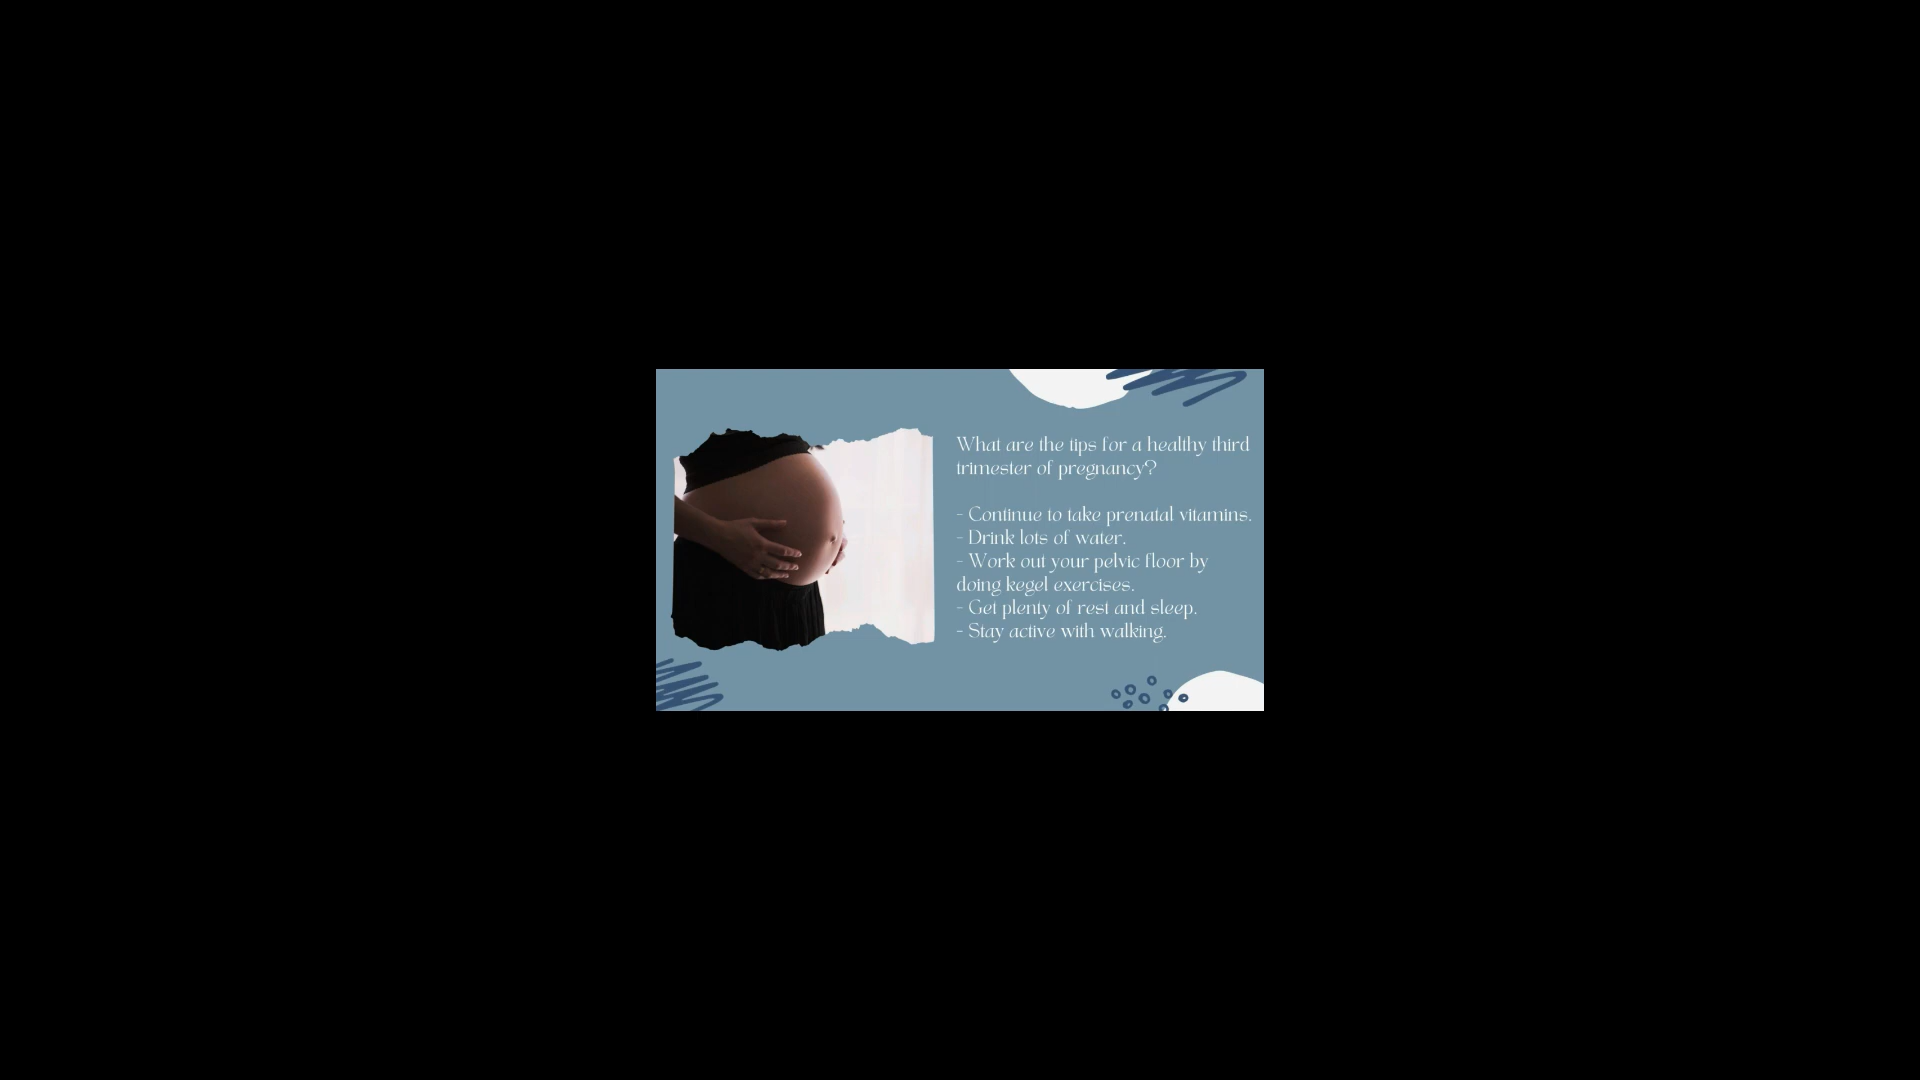 What are the tips for a healthy third
trimester of pregnancy?
- Continue to take prenatal vitamins.
- Drink lots of water.
- Work out your pelvic floor by
doing kegel exercises.
- Get plenty of rest and sleep.
- Stay active with walking.